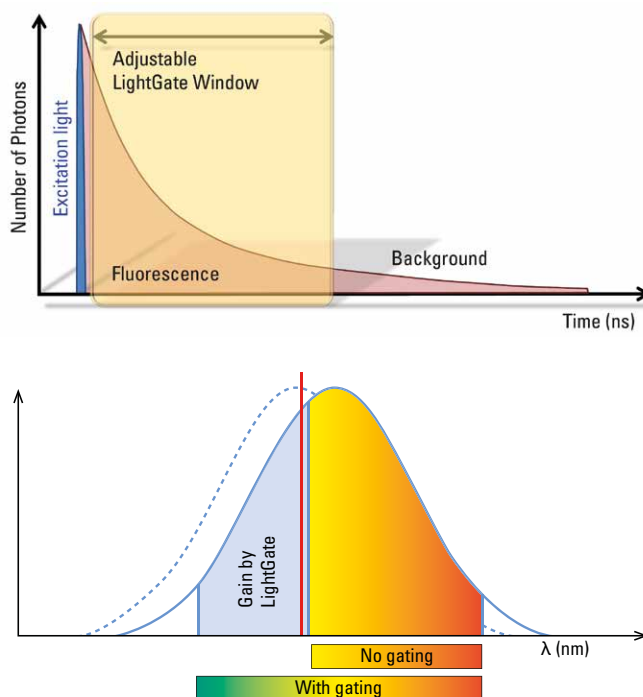 Number of Photons
Excitation light
Adjustable
LightGate Window
Fluorescence
Background
Time (ns)
Gain by
LightGate
λ (nm)
No gating
With gating